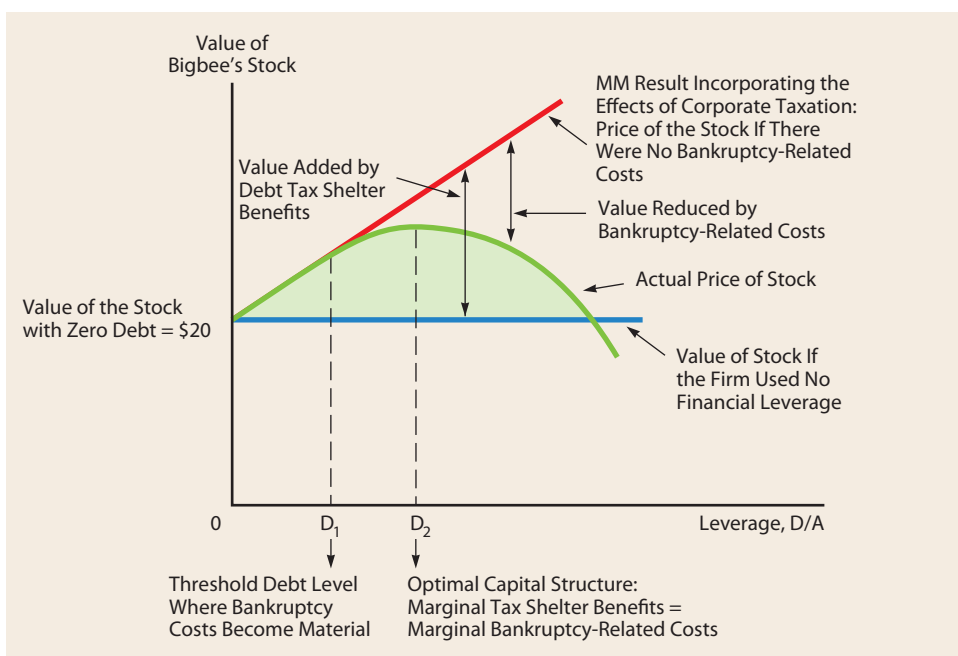 Value of
Bigbee's Stock
MM Result Incorporating the
Effects of Corporate Taxation:
Price of the Stock If There
Were No Bankruptcy-Related
Costs
Value Added by
Debt Tax Shelter
Benefits
Value Reduced by
Bankruptcy-Related Costs
Actual Price of Stock
Value of the Stock
with Zero Debt = $20
Value of Stock If
the Firm Used No
Financial Leverage
0
D₁
D₂
Leverage, D/A
Threshold Debt Level
Where Bankruptcy
Costs Become Material
Optimal Capital Structure:
Marginal Tax Shelter Benefits =
Marginal Bankruptcy-Related Costs